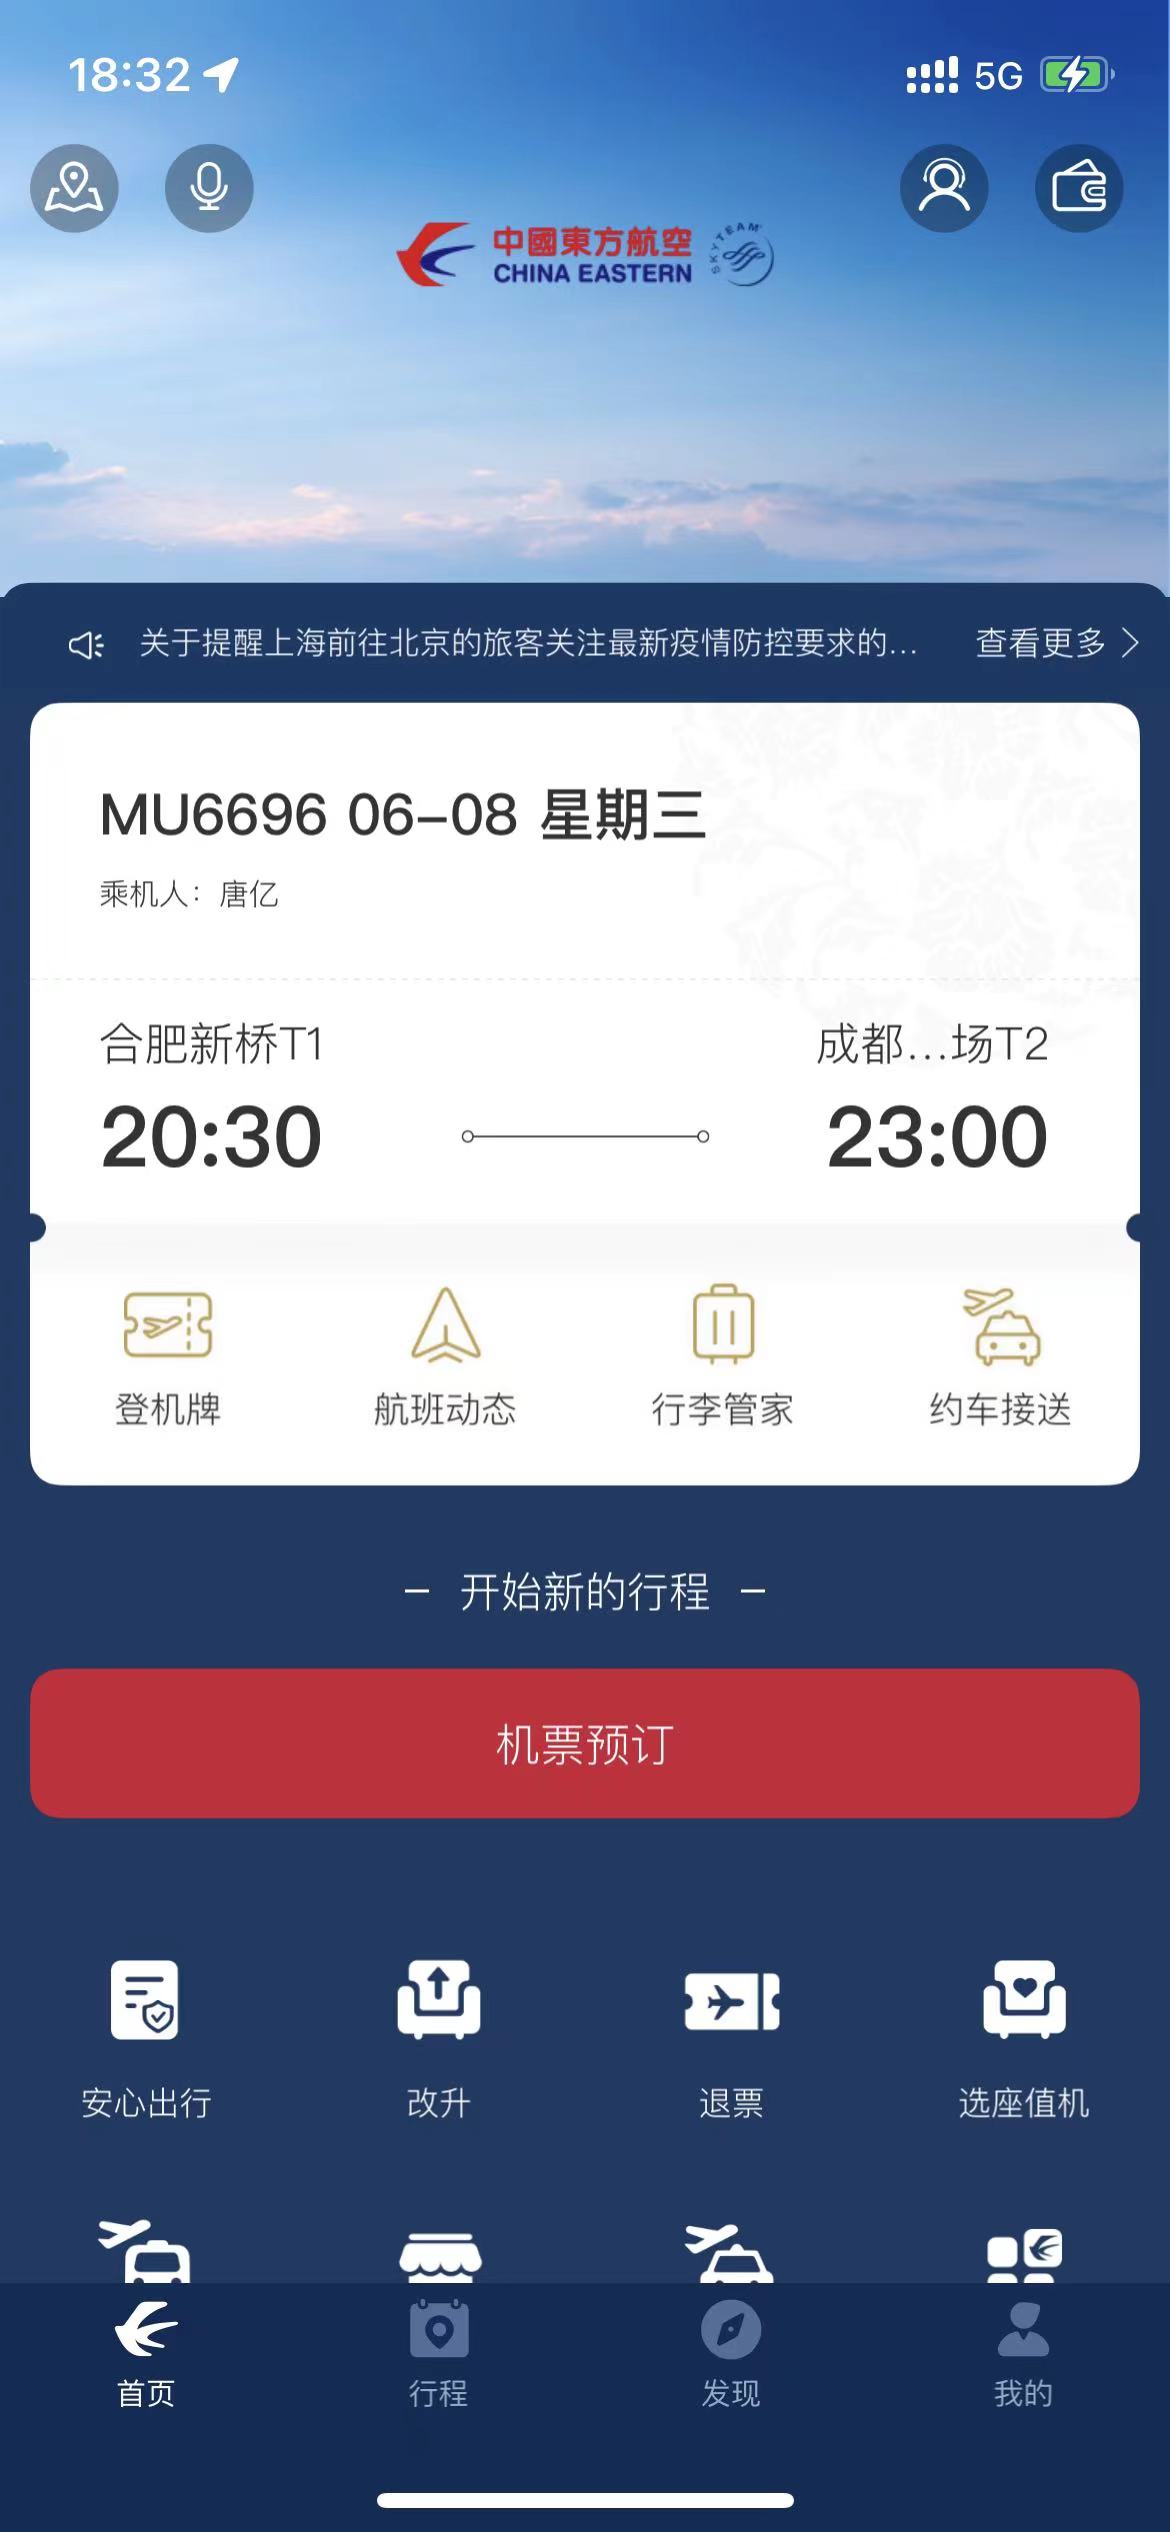 18:32 5G
中國東方航空 SKYTEAM
CHINA EASTERN
关于提醒上海前往北京的旅客关注最新疫情防控要求的... 查看更多
MU6696 06-08 星期三
乘机人：唐亿
合肥新桥T1 成都...场T2
20:30 23:00
登机牌 航班动态 行李管家 约车接送
开始新的行程
机票预订
安心出行 改升 退票 选座值机
首页 行程 发现 我的